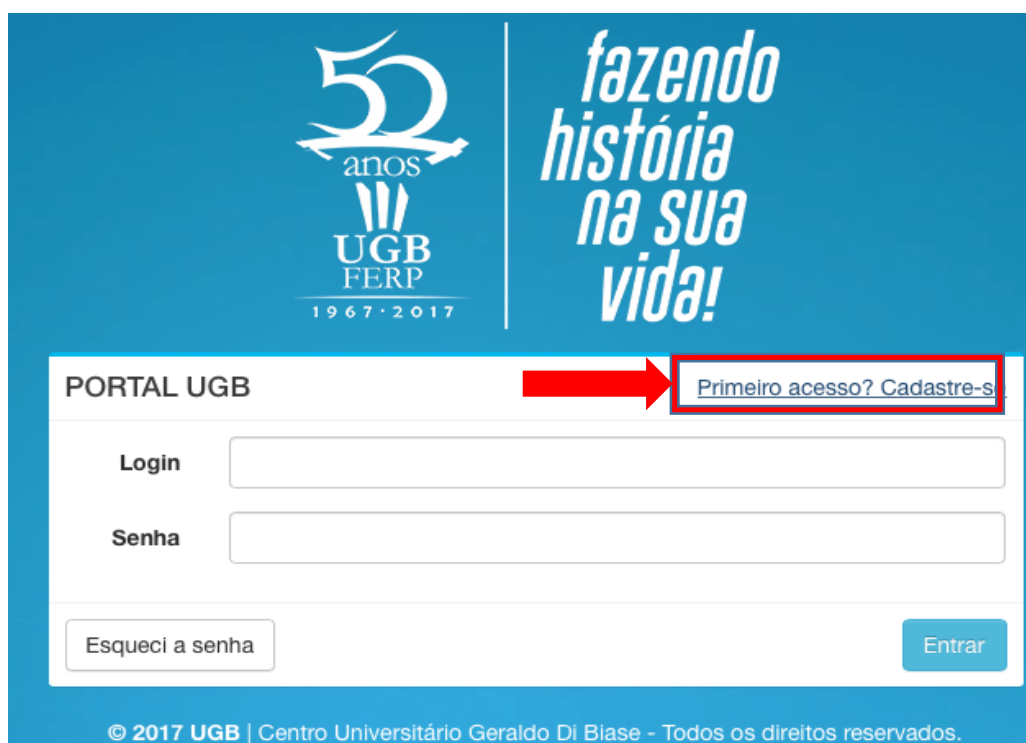 50
anos
UGB
FERP
1967·2017
fazendo
história
na sua
vida!
PORTAL UGB
Primeiro acesso? Cadastre-se
Login
Senha
Esqueci a senha
Entrar
© 2017 UGB | Centro Universitário Geraldo Di Biase - Todos os direitos reservados.